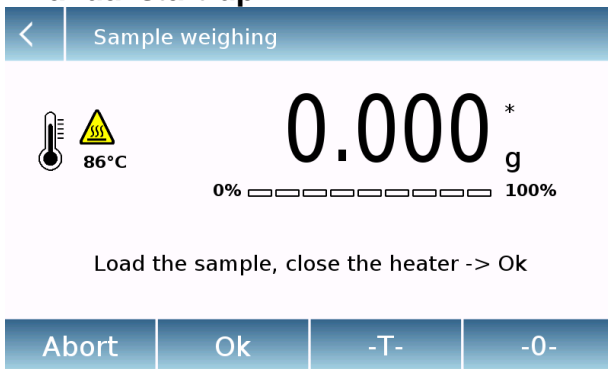 Sample weighing
0.000 *
g
86°C
0% 100%
Load the sample, close the heater -> Ok
Abort Ok -T- -0-